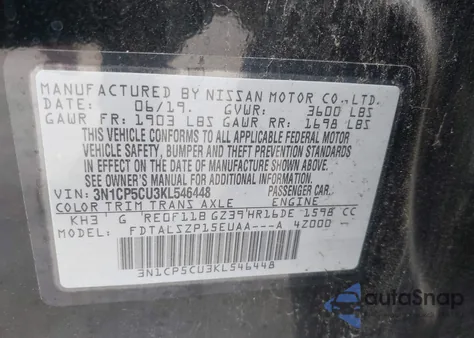 MANUFACTURED BY NISSAN MOTOR CO., LTD.
DATE: 06/19. GVWR: 3600 LBS
GAWR FR: 1903 LBS GAWR RR: 1698 LBS
THIS VEHICLE CONFORMS TO ALL APPLICABLE FEDERAL MOTOR
VEHICLE SAFETY, BUMPER AND THEFT PREVENTION STANDARDS
IN EFFECT ON THE DATE OF MANUFACTURE SHOWN ABOVE.
SEE OWNER'S MANUAL FOR ADDITIONAL INFORMATION.
VIN: 3N1CP5CU3KL546448 PASSENGER CAR
COLOR TRIM TRANS AXLE ENGINE
KH3 G RE0F11B GZ39 HR16DE 1598 CC
MODEL FDTALSZP15EUAA---A 4Z000 -
3N1CP5CU3KL546448
autoSnap